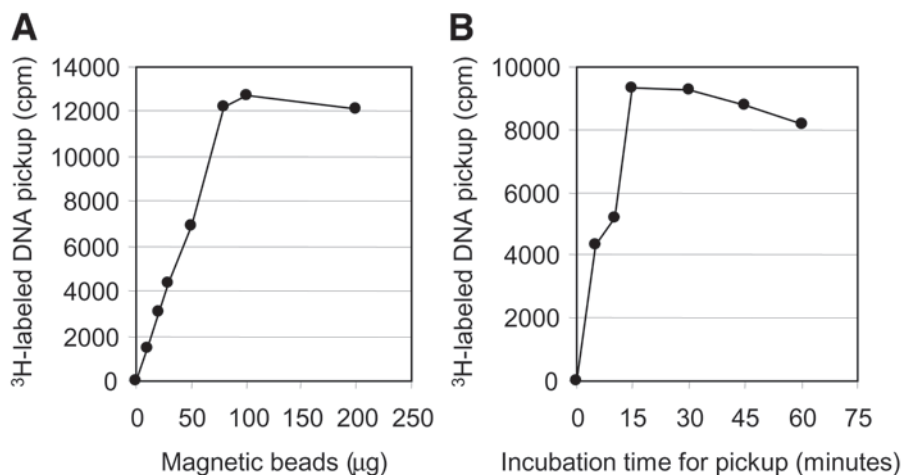 A
B
³H-labeled DNA pickup (cpm)
14000
12000
10000
8000
6000
4000
2000
0
0 50 100 150 200 250
Magnetic beads (µg)
³H-labeled DNA pickup (cpm)
10000
8000
6000
4000
2000
0
0 15 30 45 60 75
Incubation time for pickup (minutes)